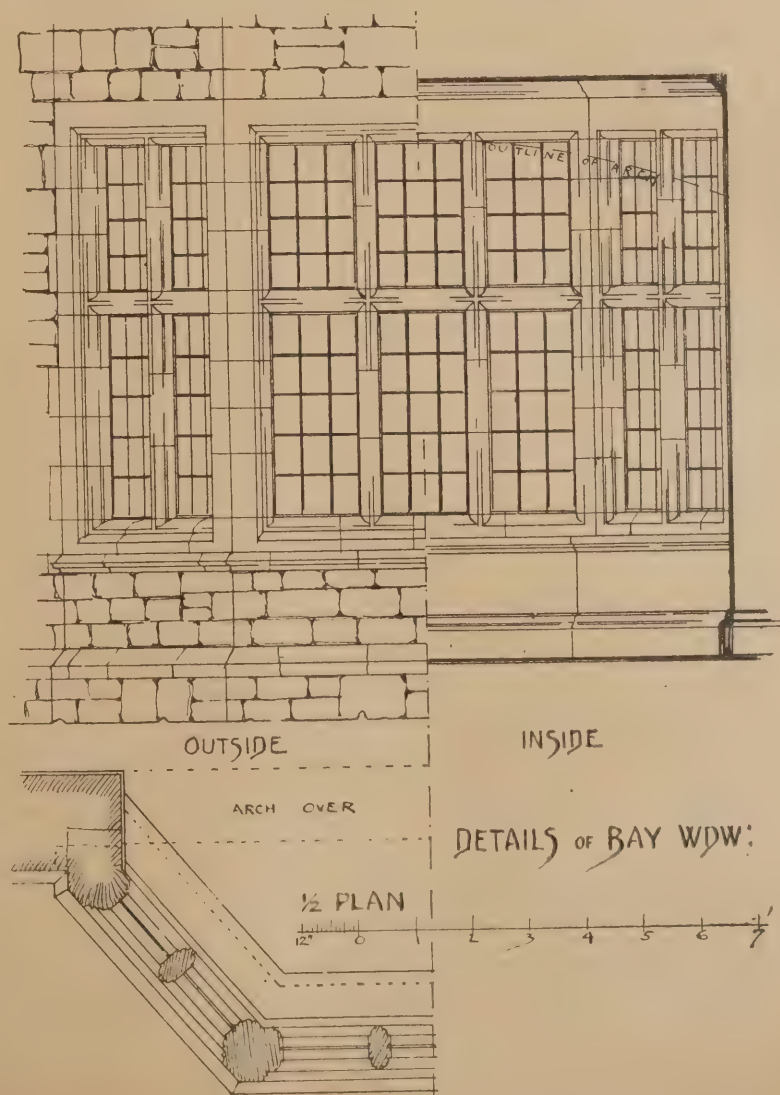 OUTLINE OF ARCH
OUTSIDE
INSIDE
ARCH OVER
DETAILS OF BAY WDW:
½ PLAN
12" 0 1 2 3 4 5 6 7'